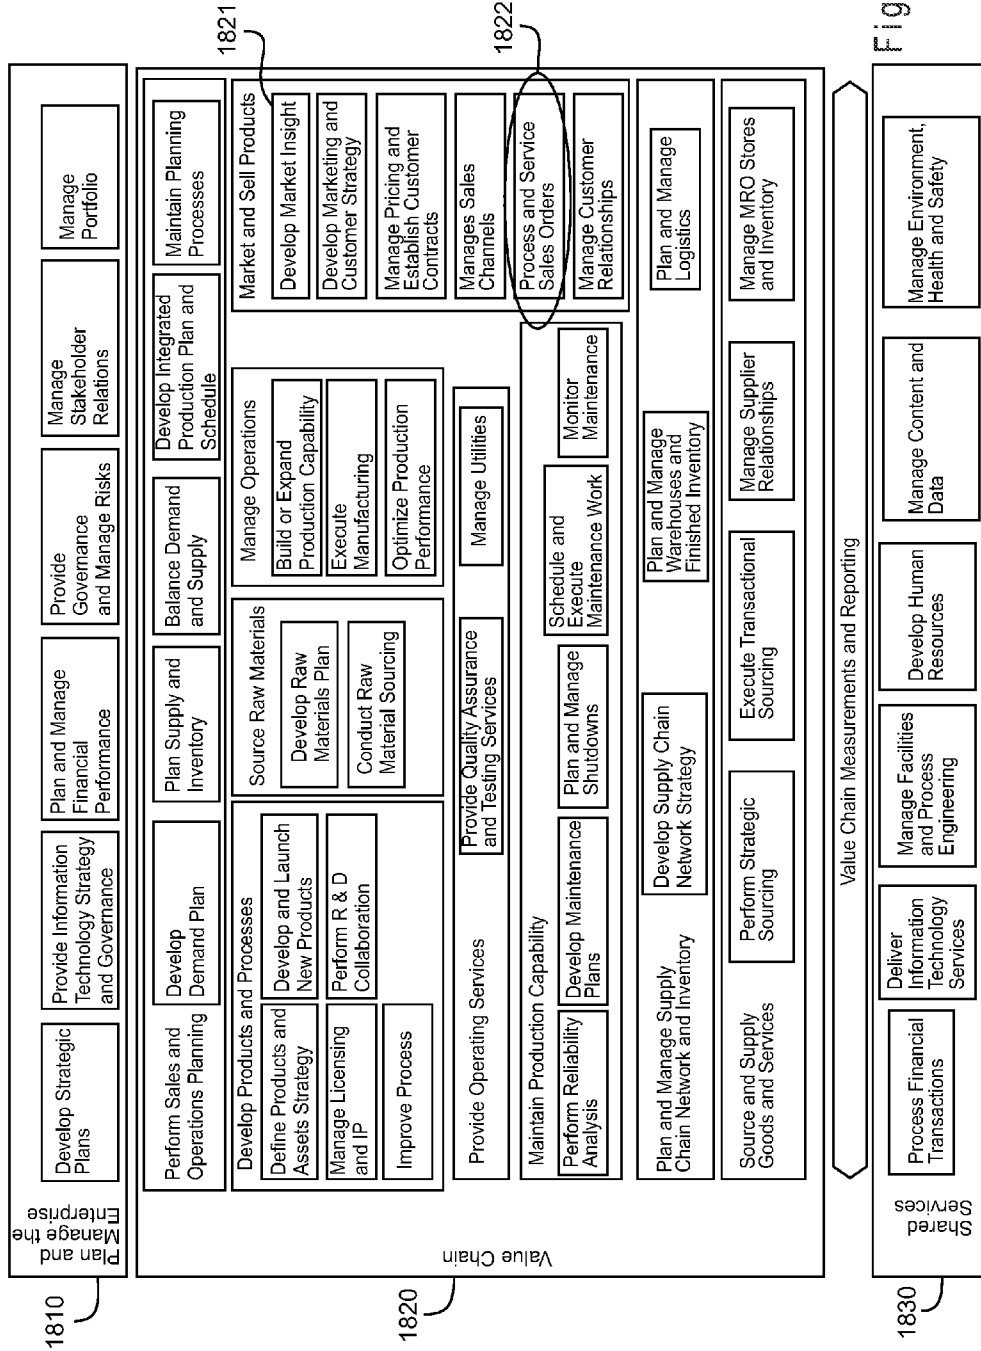 1810
Plan and
Manage the
Enterprise
Develop Strategic
Plans
Provide Information
Technology Strategy
and Governance
Plan and Manage
Financial
Performance
Provide
Governance
and Manage Risks
Manage
Stakeholder
Relations
Manage
Portfolio
1820
Value Chain
Perform Sales and
Operations Planning
Develop
Demand Plan
Plan Supply and
Inventory
Balance Demand
and Supply
Develop Integrated
Production Plan and
Schedule
Maintain Planning
Processes
Develop Products and Processes
Define Products and
Assets Strategy
Develop and Launch
New Products
Manage Licensing
and IP
Perform R & D
Collaboration
Improve Process
Source Raw Materials
Develop Raw
Materials Plan
Conduct Raw
Material Sourcing
Manage Operations
Build or Expand
Production Capability
Execute
Manufacturing
Optimize Production
Performance
Market and Sell Products
1821
Develop Market Insight
Develop Marketing and
Customer Strategy
Manage Pricing and
Establish Customer
Contracts
Manages Sales
Channels
1822
Process and Service
Sales Orders
Manage Customer
Relationships
Provide Operating Services
Provide Quality Assurance
and Testing Services
Manage Utilities
Maintain Production Capability
Perform Reliability
Analysis
Develop Maintenance
Plans
Plan and Manage
Shutdowns
Schedule and
Execute
Maintenance Work
Monitor
Maintenance
Plan and Manage Supply
Chain Network and Inventory
Develop Supply Chain
Network Strategy
Plan and Manage
Warehouses and
Finished Inventory
Plan and Manage
Logistics
Source and Supply
Goods and Services
Perform Strategic
Sourcing
Execute Transactional
Sourcing
Manage Supplier
Relationships
Manage MRO Stores
and Inventory
Value Chain Measurements and Reporting
1830
Shared
Services
Process Financial
Transactions
Deliver
Information
Technology
Services
Manage Facilities
and Process
Engineering
Develop Human
Resources
Manage Content and
Data
Manage Environment,
Health and Safety
Fig